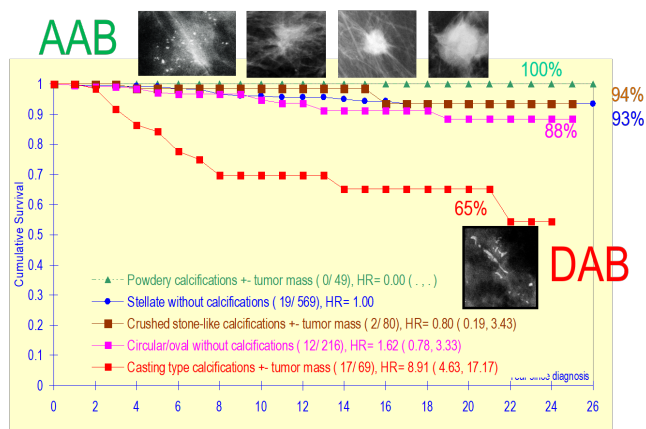 AAB
100%
94%
93%
88%
65%
DAB
Cumulative Survival
1
0.9
0.8
0.7
0.6
0.5
0.4
0.3
0.2
0.1
0
Powdery calcifications +- tumor mass ( 0/ 49), HR= 0.00 ( . , . )
Stellate without calcifications ( 19/ 569), HR= 1.00
Crushed stone-like calcifications +- tumor mass ( 2/ 80), HR= 0.80 ( 0.19, 3.43)
Circular/oval without calcifications ( 12/ 216), HR= 1.62 ( 0.78, 3.33)
Casting type calcifications +- tumor mass ( 17/ 69), HR= 8.91 ( 4.63, 17.17)
Year since diagnosis
0 2 4 6 8 10 12 14 16 18 20 22 24 26